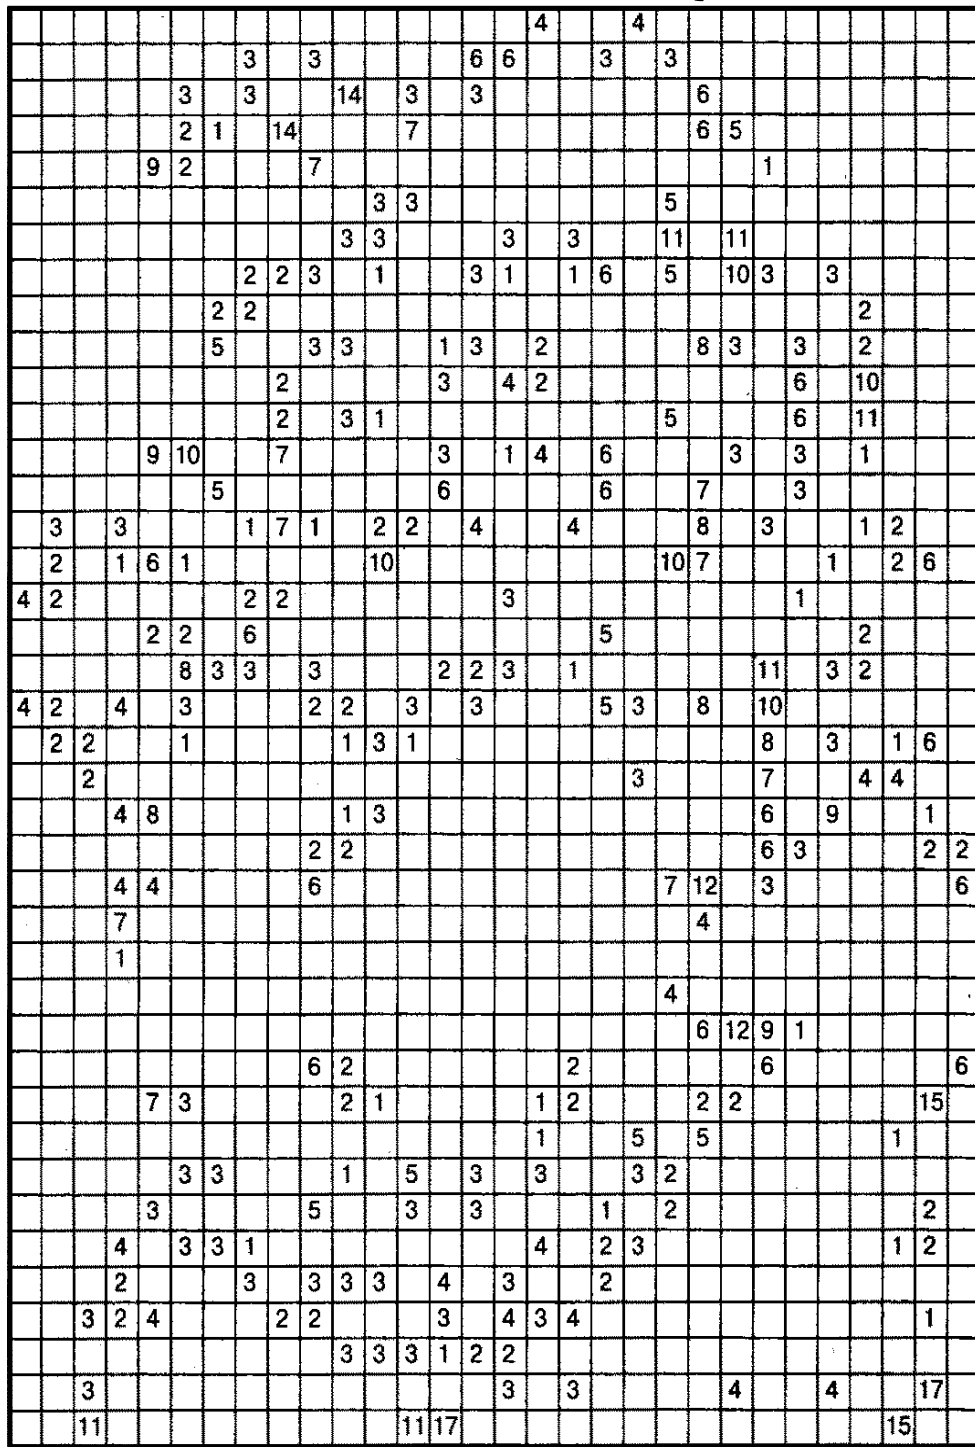 4 4
3 3 6 6 3 3
3 3 14 3 3 6
2 1 14 7 6 5
9 2 7 1
3 3 5
3 3 3 3 11 11
2 2 3 1 3 1 1 6 5 10 3 3
2 2 2
5 3 3 1 3 2 8 3 3 2
2 3 4 2 6 10
2 3 1 5 6 11
9 10 7 3 1 4 6 3 3 1
5 6 6 7 3
3 3 1 7 1 2 2 4 4 8 3 1 2
2 1 6 1 10 10 7 1 2 6
4 2 2 2 3 1
2 2 6 5 2
8 3 3 3 2 2 3 1 11 3 2
4 2 4 3 2 2 3 3 5 3 8 10
2 2 1 1 3 1 8 3 1 6
2 3 7 4 4
4 8 1 3 6 9 1
2 2 6 3 2 2
4 4 6 7 12 3 6
7 4
1
4
6 12 9 1
6 2 2 6 6
7 3 2 1 1 2 2 2 15
1 5 5 1
3 3 1 5 3 3 3 2
3 5 3 3 1 2 2
4 3 3 1 4 2 3 1 2
2 3 3 3 3 4 3 2
3 2 4 2 2 3 4 3 4 1
3 3 3 1 2 2
3 3 3 4 4 17
11 11 17 15